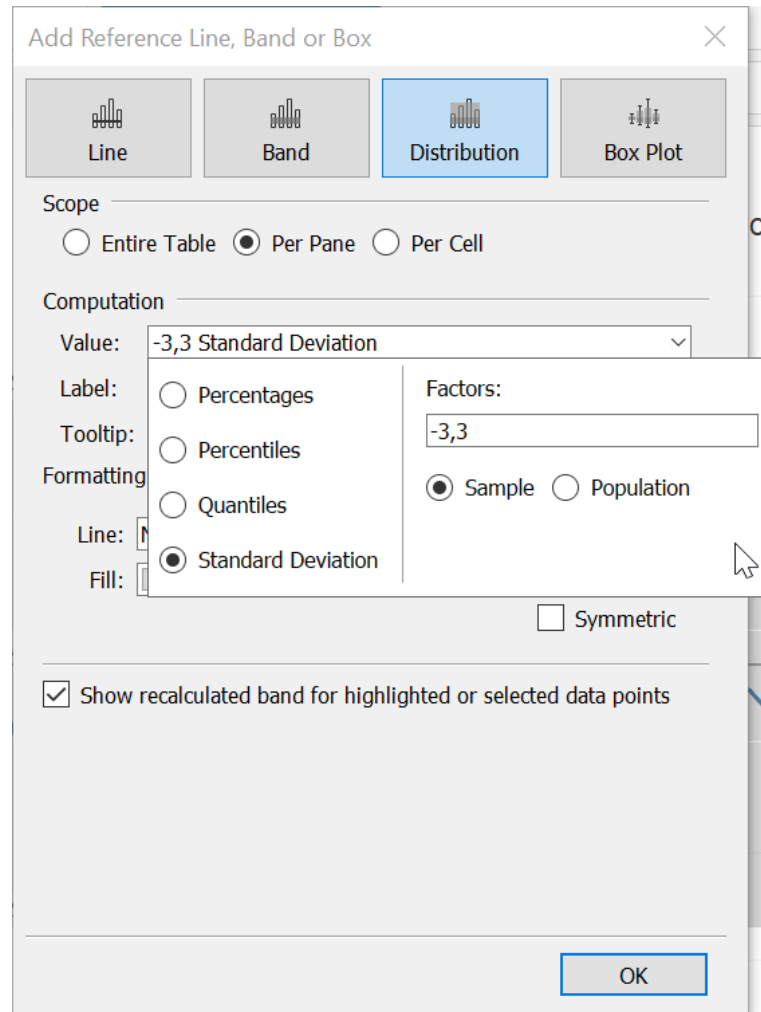 Add Reference Line, Band or Box
Line Band Distribution Box Plot
Scope
Entire Table Per Pane Per Cell
Computation
Value: -3,3 Standard Deviation
Label:
Tooltip:
Formatting
Line:
Fill:
Percentages
Percentiles
Quantiles
Standard Deviation
Factors:
-3,3
Sample Population
Symmetric
Show recalculated band for highlighted or selected data points
OK